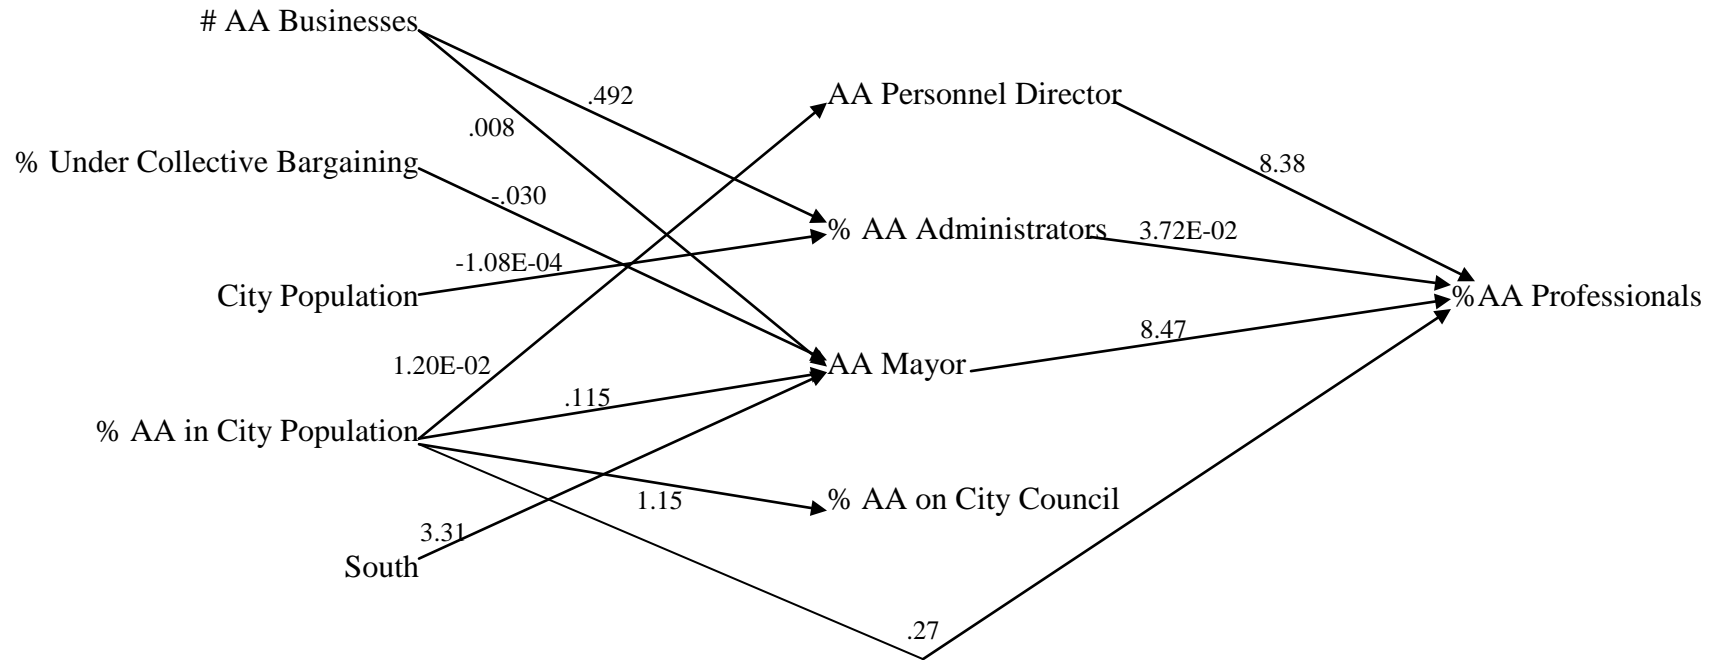 # AA Businesses
AA Personnel Director
.492
.008
% Under Collective Bargaining
8.38
-.030
% AA Administrators
3.72E-02
-1.08E-04
City Population
%AA Professionals
8.47
1.20E-02
AA Mayor
.115
% AA in City Population
1.15
% AA on City Council
3.31
South
.27